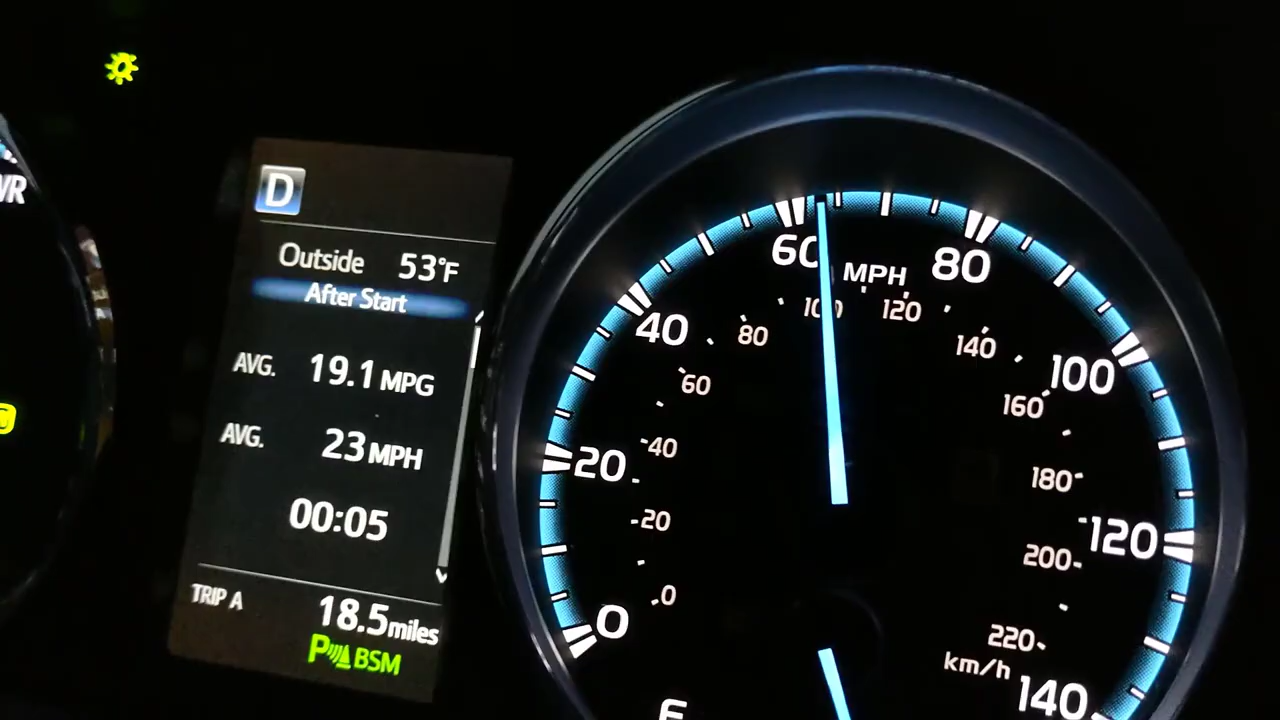 D
Outside 53°F
After Start
AVG. 19.1 MPG
AVG. 23 MPH
00:05
TRIP A 18.5 miles
P BSM
WR
0
20
40
60
80
100
120
140
MPH
0
20
40
60
80
100
120
140
160
180
200
220
km/h